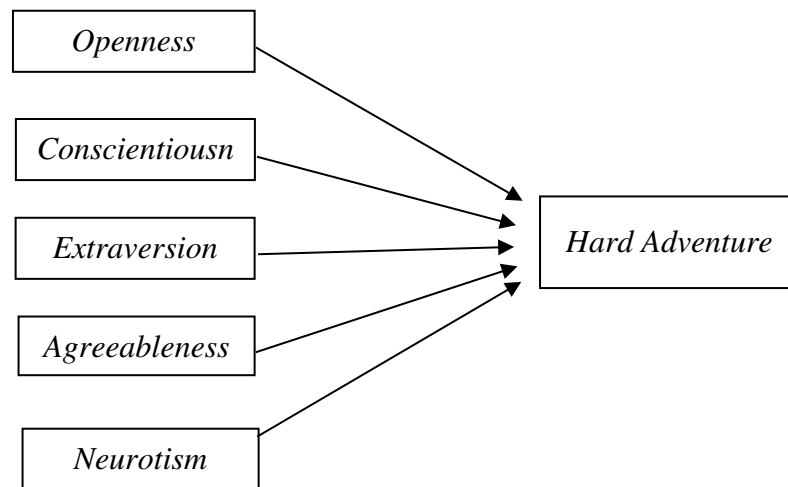 Openness
Conscientiousn
Extraversion
Agreeableness
Neurotism
Hard Adventure